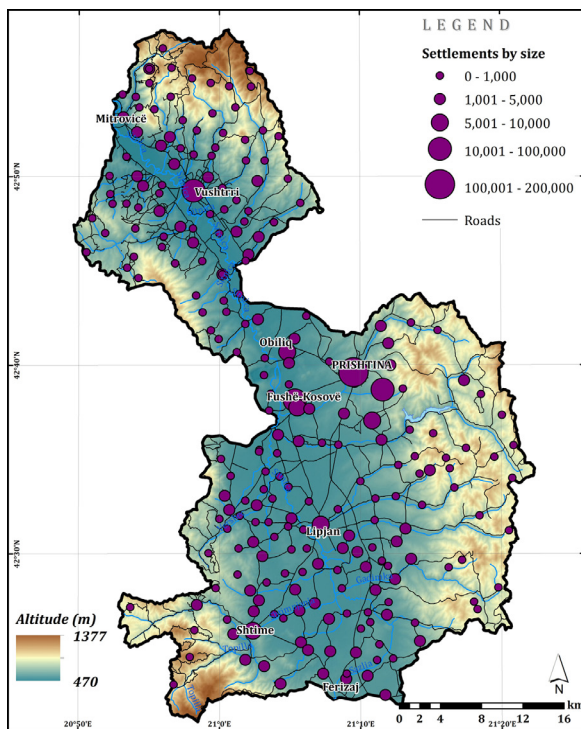 LEGEND
Settlements by size
0 - 1,000
1,001 - 5,000
5,001 - 10,000
10,001 - 100,000
100,001 - 200,000
Roads
Mitrovicë
42°50'
Vushtrri
Obiliq
42°40'
PRISHTINA
Fushë-Kosovë
Lipjan
42°30'N
Altitude (m)
1377
470
Shtime
Ferizaj
N
km
0 2 4 8 12 16
20°50'E
21°0'
21°10'
21°20'E